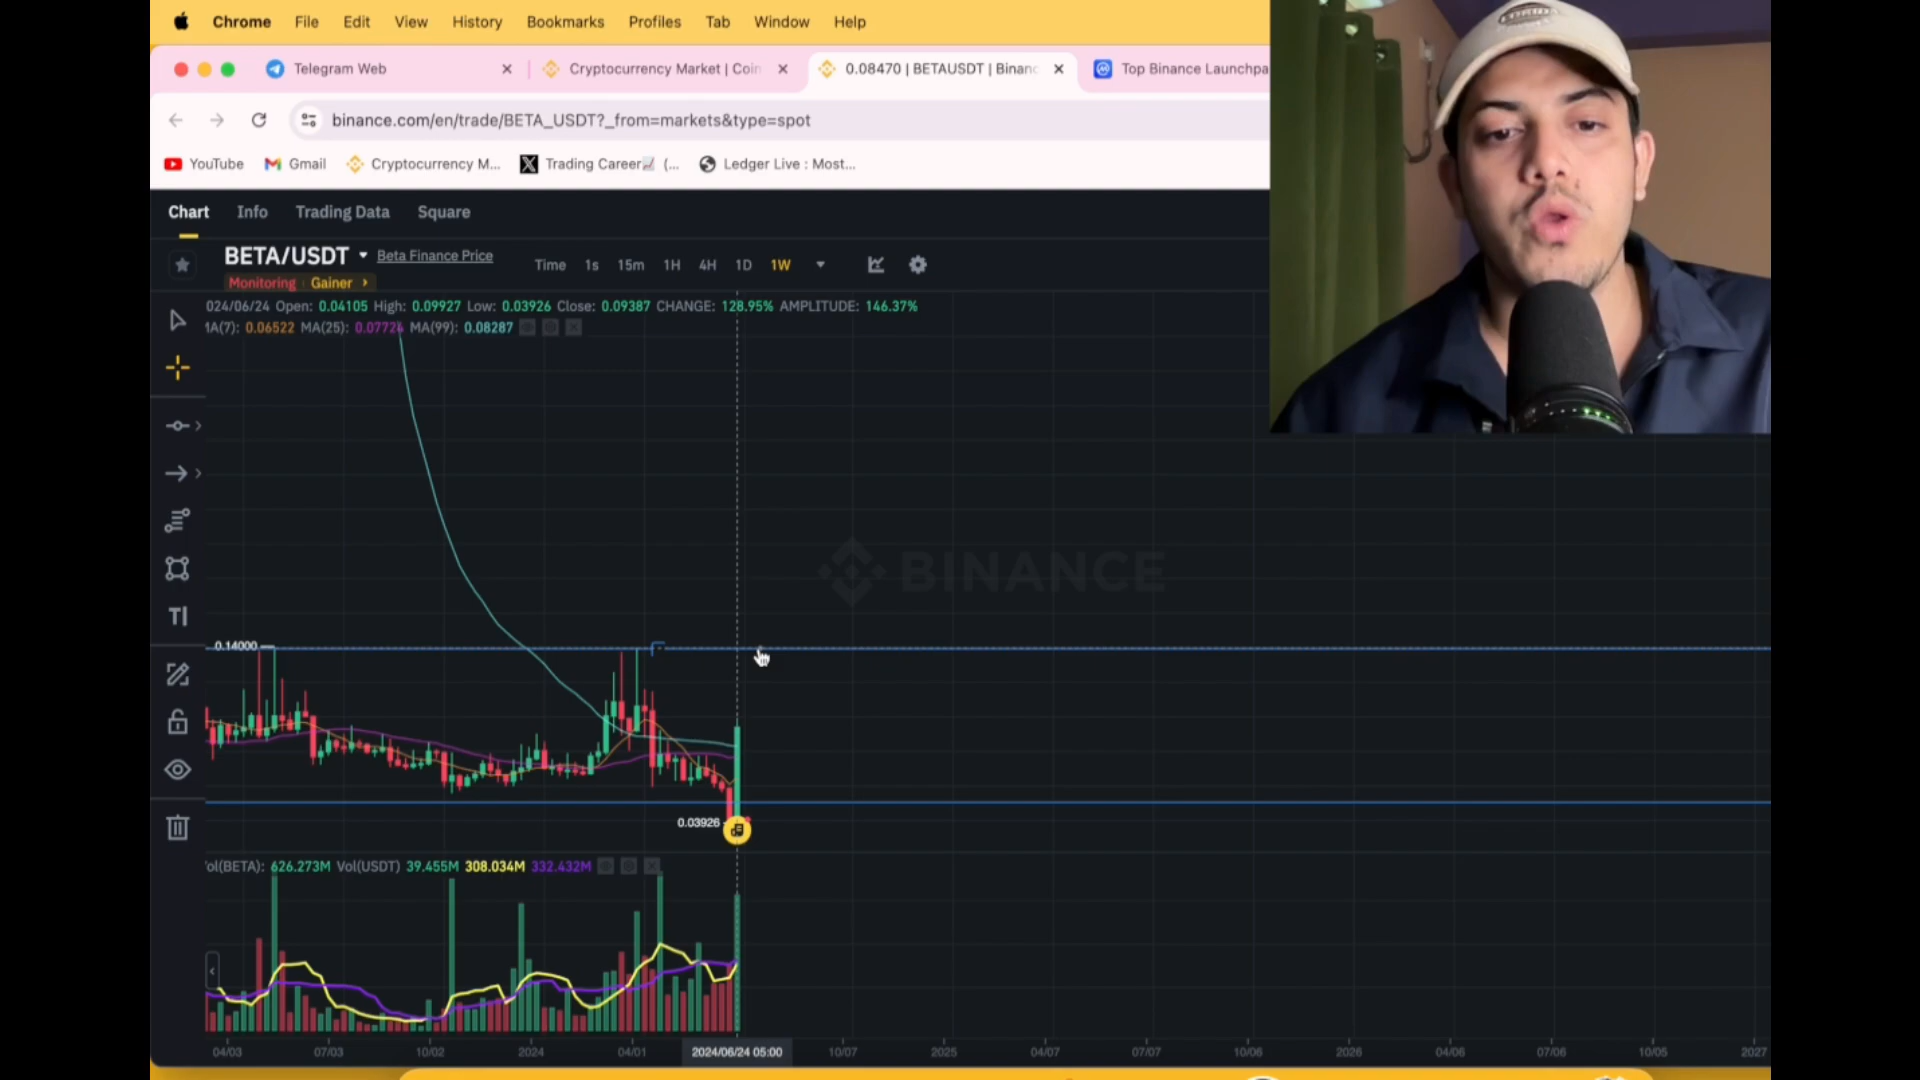 Chrome File Edit View History Bookmarks Profiles Tab Window Help
Telegram Web Cryptocurrency Market | Coin 0.08470 | BETAUSDT | Binanc Top Binance Launchpa
binance.com/en/trade/BETA_USDT?_from=markets&type=spot
YouTube Gmail Cryptocurrency M... Trading Career (... Ledger Live : Most...
Chart Info Trading Data Square
BETA/USDT Beta Finance Price Time 1s 15m 1H 4H 1D 1W
Monitoring Gainer
024/06/24 Open: 0.04105 High: 0.09927 Low: 0.03926 Close: 0.09387 CHANGE: 128.95% AMPLITUDE: 146.37%
MA(7): 0.06522 MA(25): 0.07724 MA(99): 0.08287
BINANCE
0.14000
0.03926
ol(BETA): 626.273M Vol(USDT) 39.455M 308.034M 332.432M
04/03 07/03 10/02 2024 04/01 2024/06/24 05:00 10/07 2025 04/07 07/07 10/06 2026 04/06 07/06 10/05 2027